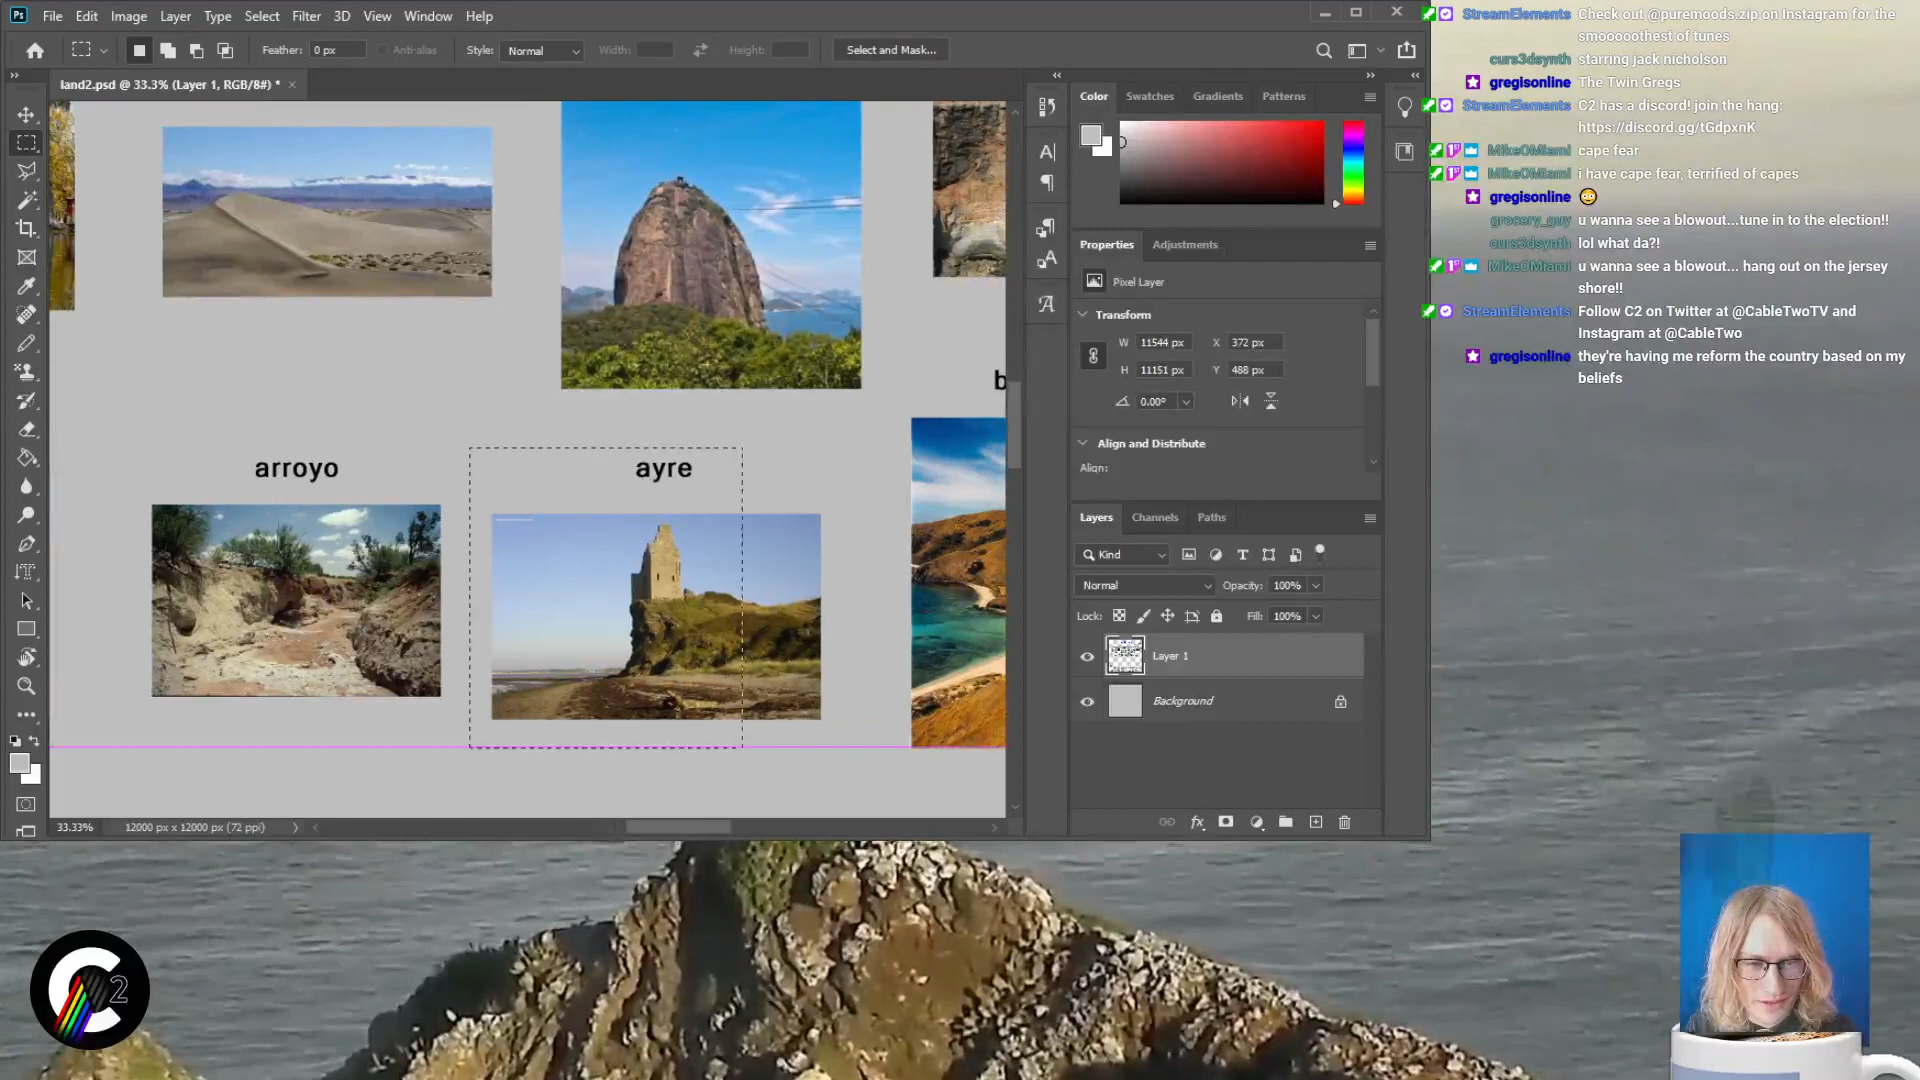 Ps File Edit Image Layer Type Select Filter 3D View Window Help
Feather: 0 px Anti-alias Style: Normal Width: Height: Select and Mask...
land2.psd @ 33.3% (Layer 1, RGB/8#) *
arroyo
ayre
b
33.33% 12000 px x 12000 px (72 ppi)
Color Swatches Gradients Patterns
Properties Adjustments
Pixel Layer
Transform
W 11544 px X 372 px
H 11151 px Y 488 px
0.00°
Align and Distribute
Align:
Layers Channels Paths
Kind
Normal Opacity: 100%
Lock: Fill: 100%
Layer 1
Background
StreamElements Check out @puremoods.zip on Instagram for the
smooooothest of tunes
curs3dsynth starring jack nicholson
gregisonline The Twin Gregs
StreamElements C2 has a discord! join the hang:
https://discord.gg/tGdpxnK
MikeOMiami cape fear
MikeOMiami i have cape fear, terrified of capes
gregisonline 😳
grocery_guy u wanna see a blowout...tune in to the election!!
curs3dsynth lol what da?!
MikeOMiami u wanna see a blowout... hang out on the jersey
shore!!
StreamElements Follow C2 on Twitter at @CableTwoTV and
Instagram at @CableTwo
gregisonline they're having me reform the country based on my
beliefs
C2